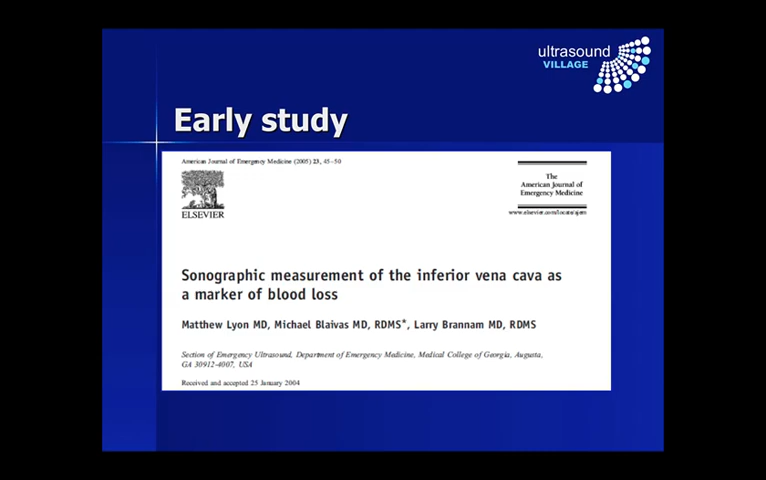 ultrasound
VILLAGE
Early study
American Journal of Emergency Medicine (2005) 23, 45–50
The
American Journal of
Emergency Medicine
ELSEVIER
www.elsevier.com/locate/ajem
Sonographic measurement of the inferior vena cava as
a marker of blood loss
Matthew Lyon MD, Michael Blaivas MD, RDMS*, Larry Brannam MD, RDMS
Section of Emergency Ultrasound, Department of Emergency Medicine, Medical College of Georgia, Augusta,
GA 30912-4007, USA
Received and accepted 25 January 2004